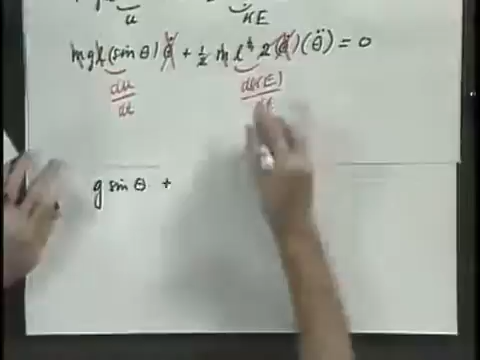 u KE
mgl(sin θ) θ̇ + ½ m l² 2(θ̇)(θ̈) = 0
du/dt d(KE)/dt
g sin θ +